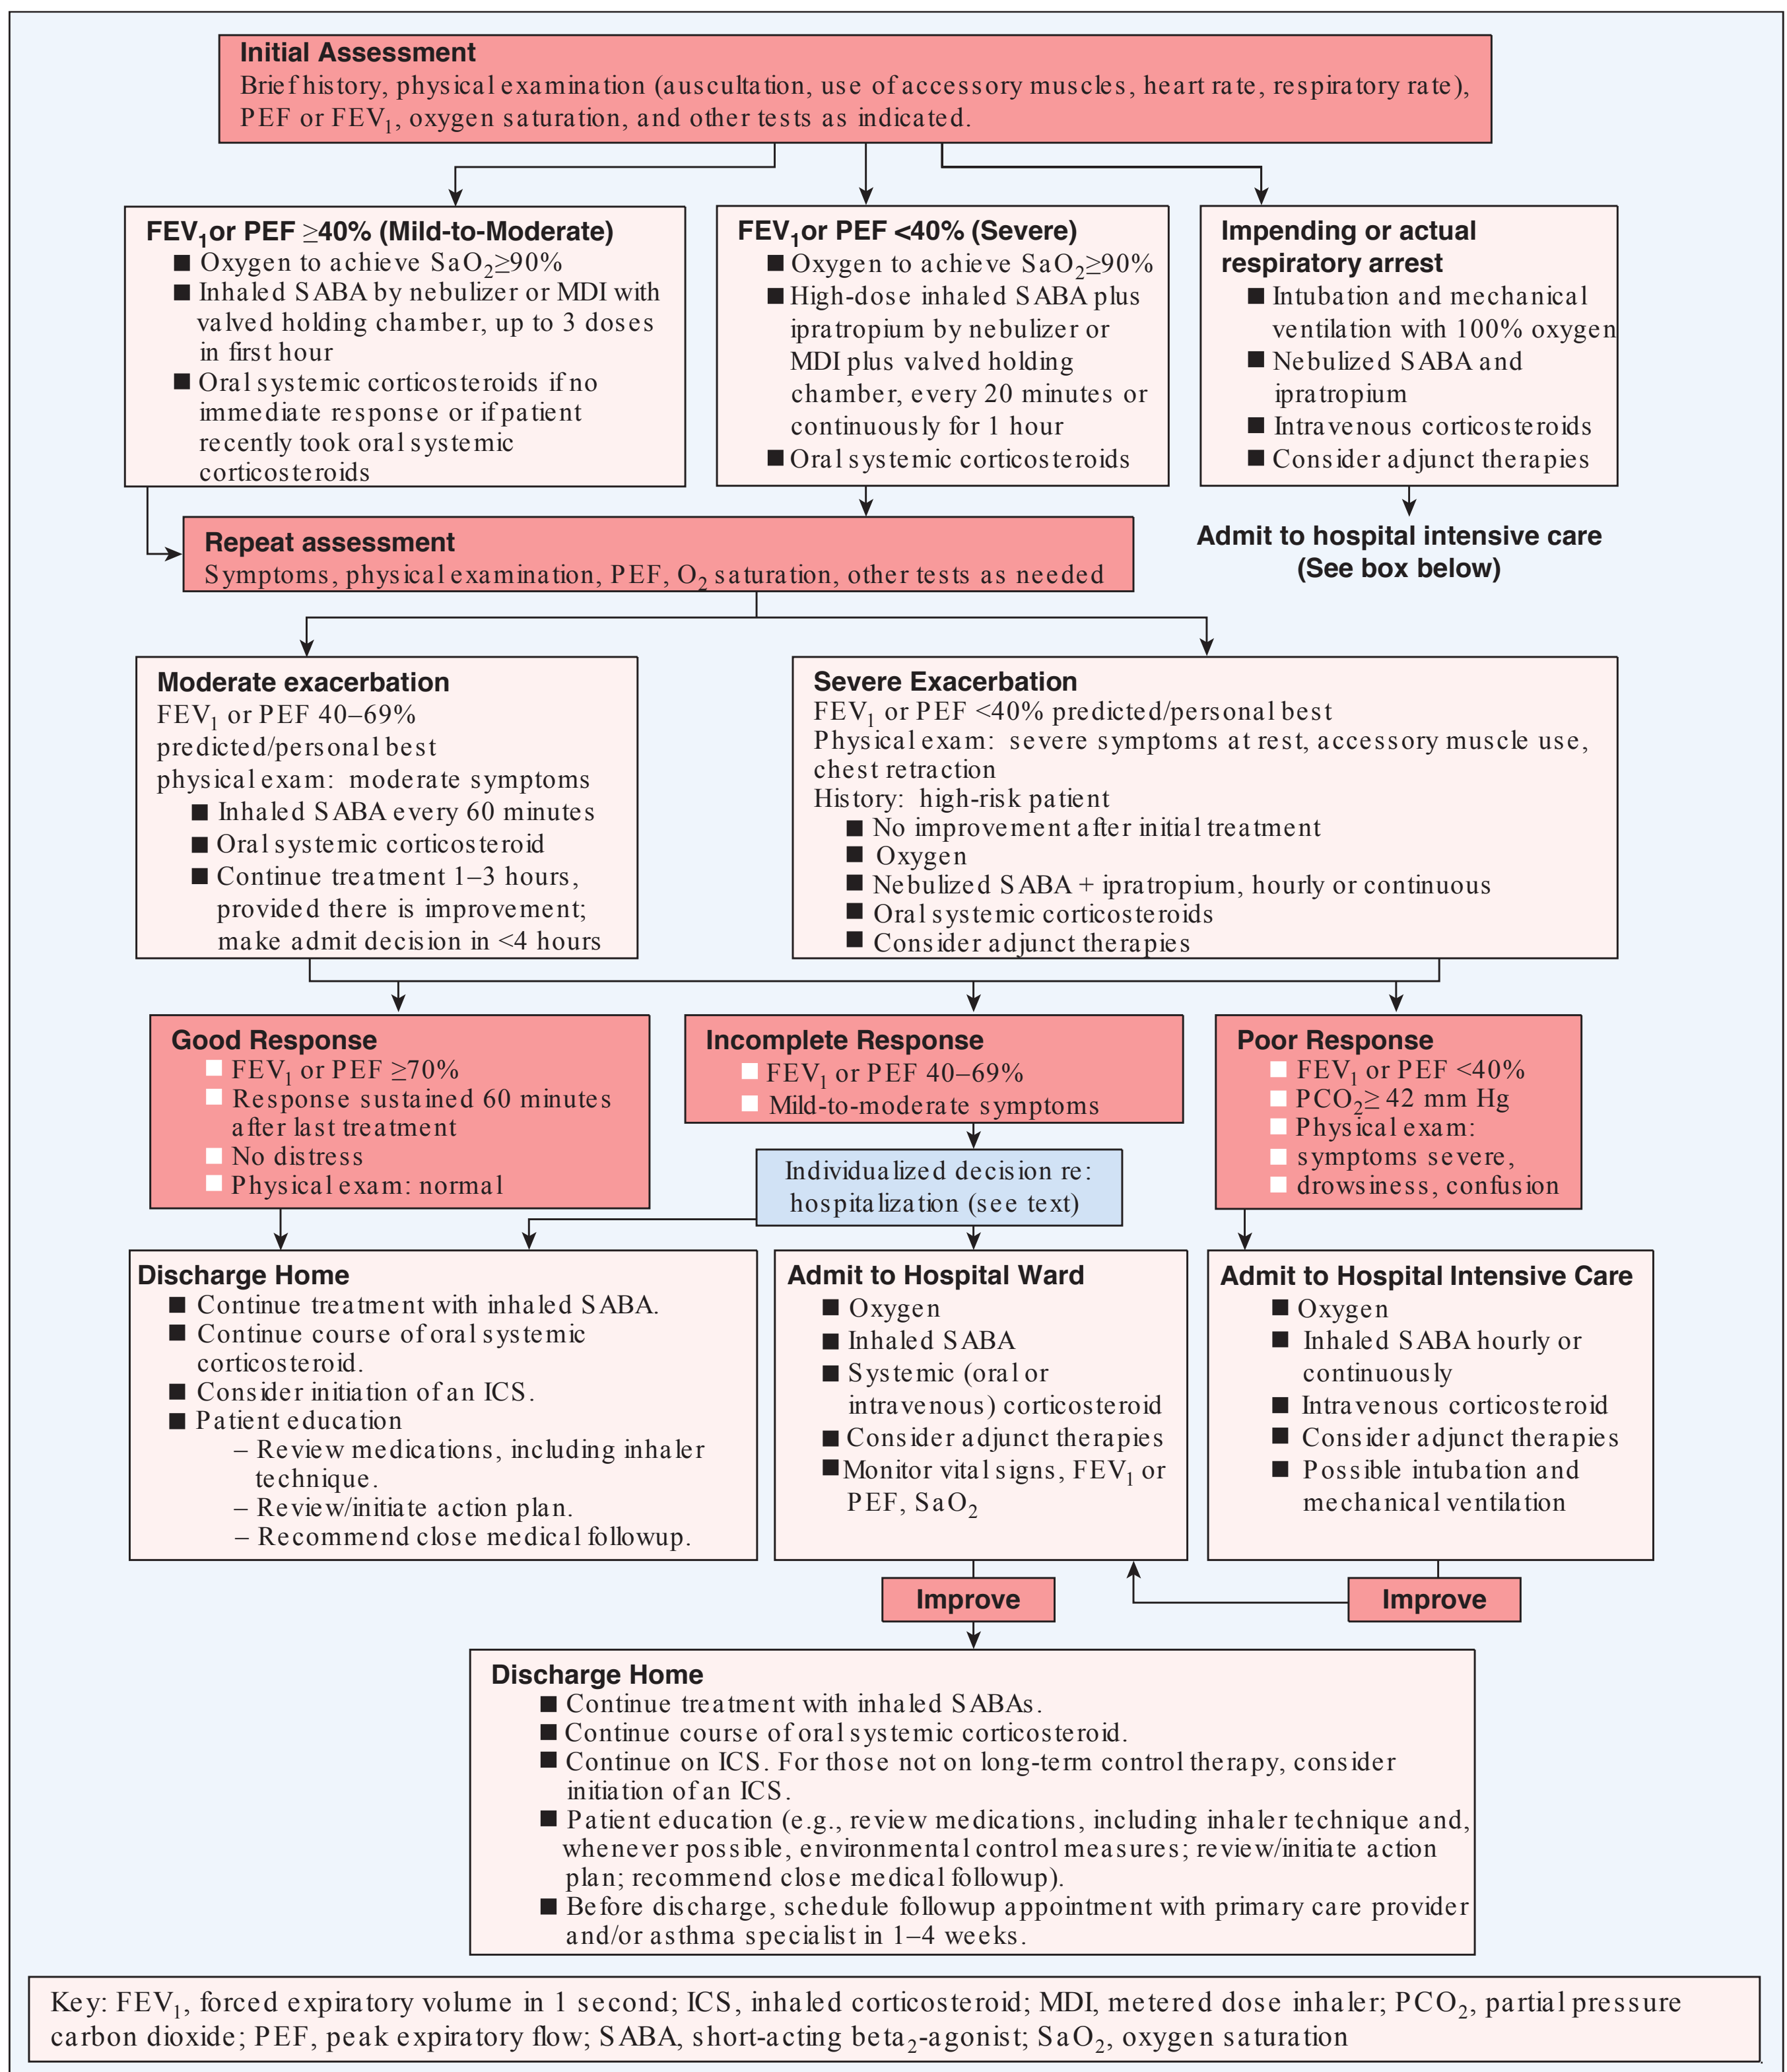 Initial Assessment
Brief history, physical examination (auscultation, use of accessory muscles, heart rate, respiratory rate),
PEF or FEV1, oxygen saturation, and other tests as indicated.
FEV1or PEF ≥40% (Mild-to-Moderate)
■ Oxygen to achieve SaO2≥90%
■ Inhaled SABA by nebulizer or MDI with
valved holding chamber, up to 3 doses
in first hour
■ Oral systemic corticosteroids if no
immediate response or if patient
recently took oral systemic
corticosteroids
FEV1or PEF <40% (Severe)
■ Oxygen to achieve SaO2≥90%
■ High-dose inhaled SABA plus
ipratropium by nebulizer or
MDI plus valved holding
chamber, every 20 minutes or
continuously for 1 hour
■ Oral systemic corticosteroids
Impending or actual
respiratory arrest
■ Intubation and mechanical
ventilation with 100% oxygen
■ Nebulized SABA and
ipratropium
■ Intravenous corticosteroids
■ Consider adjunct therapies
Repeat assessment
Symptoms, physical examination, PEF, O2 saturation, other tests as needed
Admit to hospital intensive care
(See box below)
Moderate exacerbation
FEV1 or PEF 40–69%
predicted/personal best
physical exam: moderate symptoms
■ Inhaled SABA every 60 minutes
■ Oral systemic corticosteroid
■ Continue treatment 1–3 hours,
provided there is improvement;
make admit decision in <4 hours
Severe Exacerbation
FEV1 or PEF <40% predicted/personal best
Physical exam: severe symptoms at rest, accessory muscle use,
chest retraction
History: high-risk patient
■ No improvement after initial treatment
■ Oxygen
■ Nebulized SABA + ipratropium, hourly or continuous
■ Oral systemic corticosteroids
■ Consider adjunct therapies
Good Response
□ FEV1 or PEF ≥70%
□ Response sustained 60 minutes
after last treatment
□ No distress
□ Physical exam: normal
Incomplete Response
□ FEV1 or PEF 40–69%
□ Mild-to-moderate symptoms
Poor Response
□ FEV1 or PEF <40%
□ PCO2≥ 42 mm Hg
□ Physical exam:
□ symptoms severe,
□ drowsiness, confusion
Individualized decision re:
hospitalization (see text)
Discharge Home
■ Continue treatment with inhaled SABA.
■ Continue course of oral systemic
corticosteroid.
■ Consider initiation of an ICS.
■ Patient education
– Review medications, including inhaler
technique.
– Review/initiate action plan.
– Recommend close medical followup.
Admit to Hospital Ward
■ Oxygen
■ Inhaled SABA
■ Systemic (oral or
intravenous) corticosteroid
■ Consider adjunct therapies
■ Monitor vital signs, FEV1 or
PEF, SaO2
Admit to Hospital Intensive Care
■ Oxygen
■ Inhaled SABA hourly or
continuously
■ Intravenous corticosteroid
■ Consider adjunct therapies
■ Possible intubation and
mechanical ventilation
Improve
Improve
Discharge Home
■ Continue treatment with inhaled SABAs.
■ Continue course of oral systemic corticosteroid.
■ Continue on ICS. For those not on long-term control therapy, consider
initiation of an ICS.
■ Patient education (e.g., review medications, including inhaler technique and,
whenever possible, environmental control measures; review/initiate action
plan; recommend close medical followup).
■ Before discharge, schedule followup appointment with primary care provider
and/or asthma specialist in 1–4 weeks.
Key: FEV1, forced expiratory volume in 1 second; ICS, inhaled corticosteroid; MDI, metered dose inhaler; PCO2, partial pressure
carbon dioxide; PEF, peak expiratory flow; SABA, short-acting beta2-agonist; SaO2, oxygen saturation